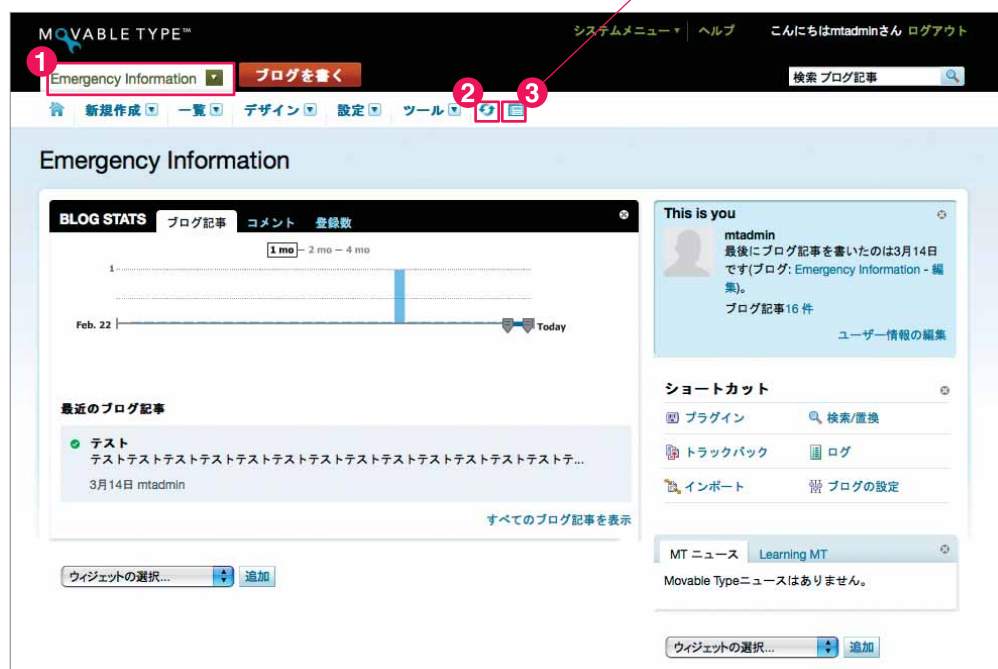 MOVABLE TYPE™
システムメニュー ヘルプ こんにちはmtadminさん ログアウト
1
Emergency Information ブログを書く 検索 ブログ記事
2 3
新規作成 一覧 デザイン 設定 ツール
Emergency Information
BLOG STATS ブログ記事 コメント 登録数
1 mo – 2 mo – 4 mo
1
Feb. 22 Today
最近のブログ記事
テスト
テストテストテストテストテストテストテストテストテストテストテストテストテ...
3月14日 mtadmin
すべてのブログ記事を表示
ウィジェットの選択... 追加
This is you
mtadmin
最後にブログ記事を書いたのは3月14日
です(ブログ: Emergency Information - 編
集)。
ブログ記事16 件
ユーザー情報の編集
ショートカット
プラグイン 検索/置換
トラックバック ログ
インポート ブログの設定
MT ニュース Learning MT
Movable Typeニュースはありません。
ウィジェットの選択... 追加